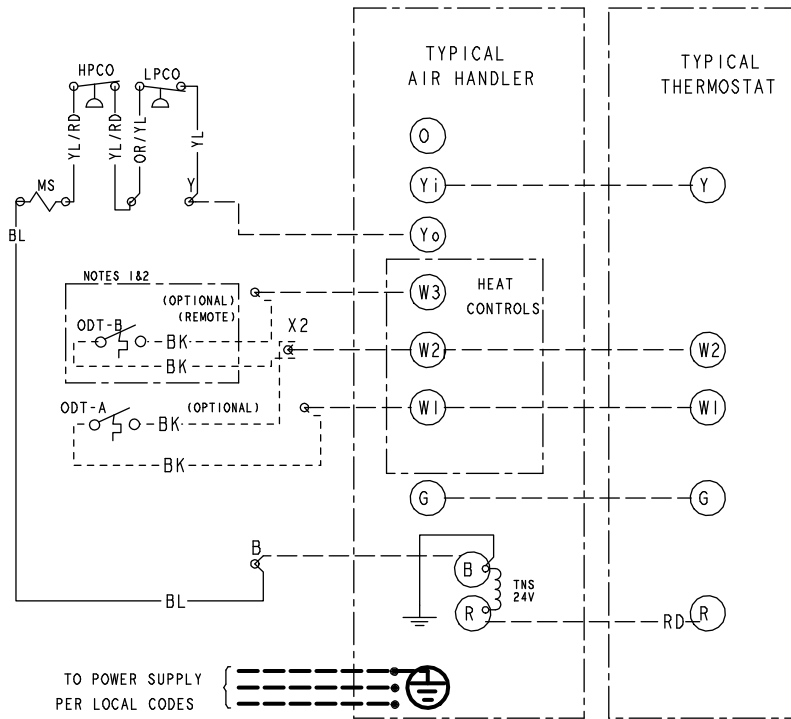 TYPICAL
AIR HANDLER
TYPICAL
THERMOSTAT
HPCO
LPCO
YL/RD
YL/RD
OR/YL
YL
O
Yi
Y
MS
Y
BL
Yo
NOTES 1&2
HEAT
CONTROLS
(OPTIONAL)
(REMOTE)
W3
ODT-B
BK
BK
X2
W2
W2
ODT-A
(OPTIONAL)
BK
W1
W1
BK
G
G
B
B
TNS
24V
BL
R
RD
R
TO POWER SUPPLY
PER LOCAL CODES